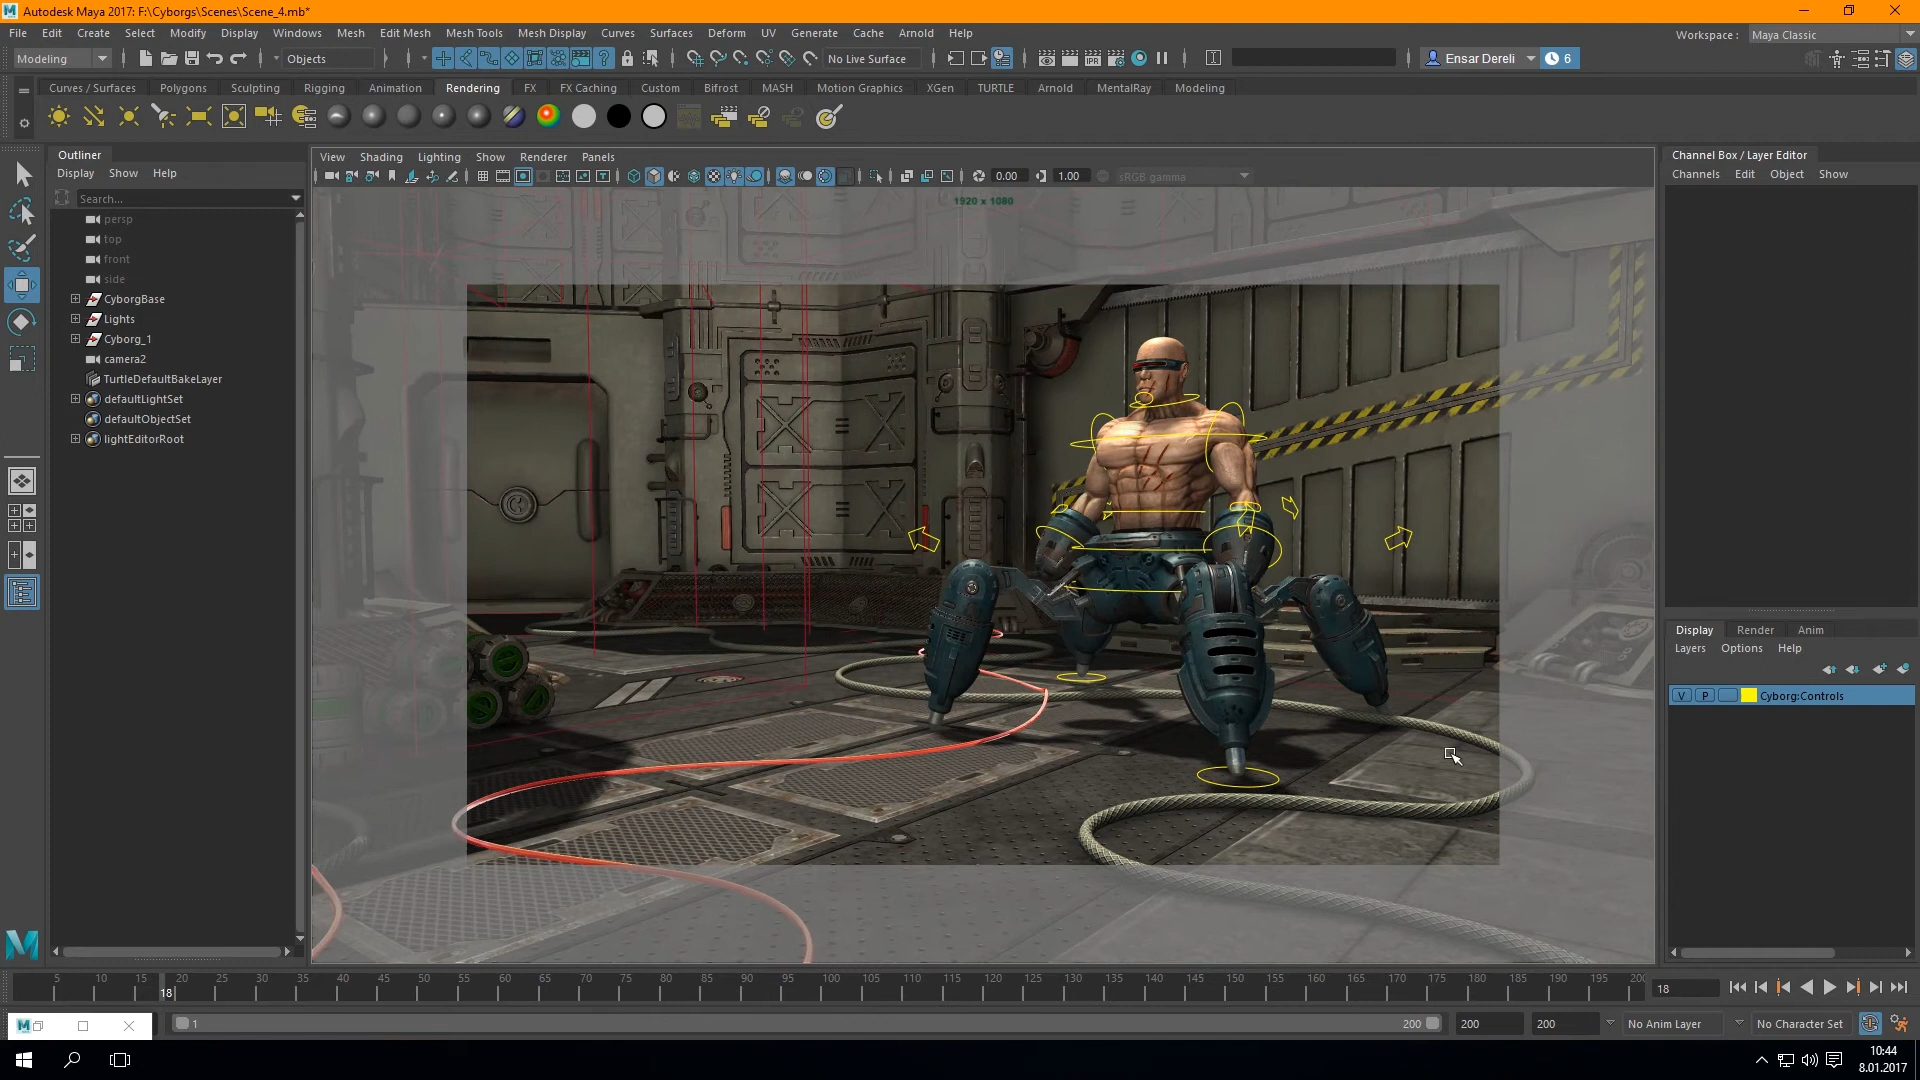 Autodesk Maya 2017: F:\Cyborgs\Scenes\Scene_4.mb*
File Edit Create Select Modify Display Windows Mesh Edit Mesh Mesh Tools Mesh Display Curves Surfaces Deform UV Generate Cache Arnold Help
Workspace : Maya Classic
Modeling Objects No Live Surface IPR Ensar Dereli 6
Curves / Surfaces Polygons Sculpting Rigging Animation Rendering FX FX Caching Custom Bifrost MASH Motion Graphics XGen TURTLE Arnold MentalRay Modeling
Outliner
Display Show Help
Search...
persp
top
front
side
CyborgBase
Lights
Cyborg_1
camera2
TurtleDefaultBakeLayer
defaultLightSet
defaultObjectSet
lightEditorRoot
View Shading Lighting Show Renderer Panels
0.00 1.00 sRGB gamma
1920 x 1080
Channel Box / Layer Editor
Channels Edit Object Show
Display Render Anim
Layers Options Help
V P Cyborg:Controls
5 10 15 20 25 30 35 40 45 50 55 60 65 70 75 80 85 90 95 100 105 110 115 120 125 130 135 140 145 150 155 160 165 170 175 180 185 190 195 200
18
18
1 200 200 200 No Anim Layer No Character Set
10:44
8.01.2017